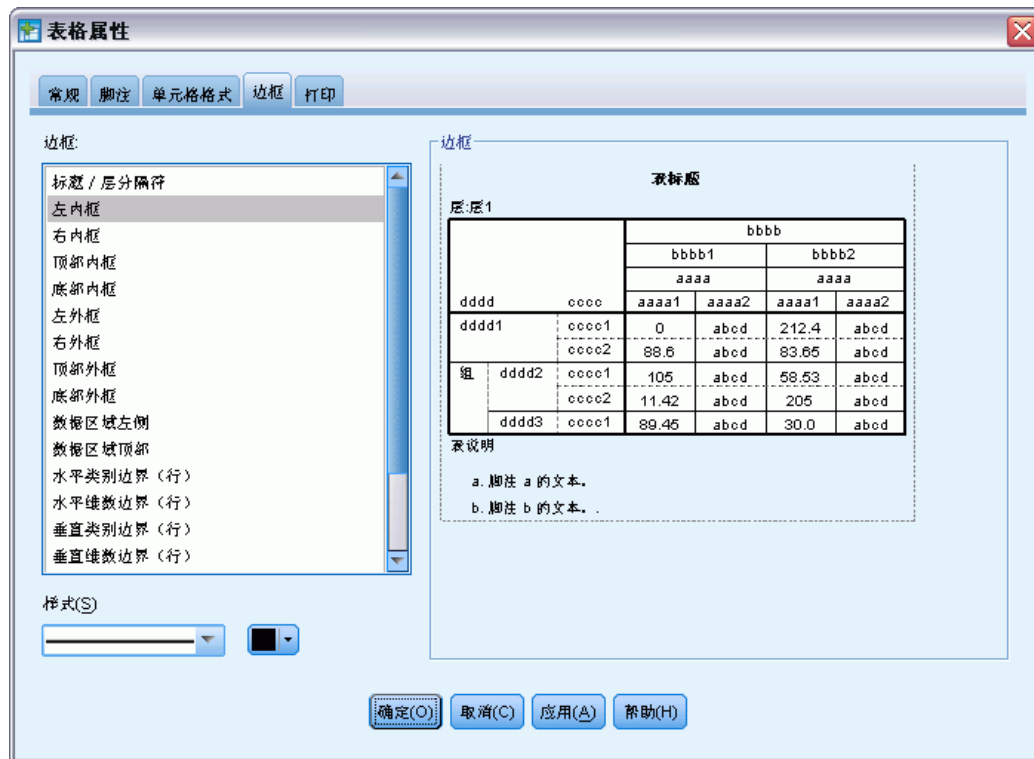 表格属性
常规 脚注 单元格格式 边框 打印
边框:
标题 / 层分隔符
左内框
右内框
顶部内框
底部内框
左外框
右外框
顶部外框
底部外框
数据区域左侧
数据区域顶部
水平类别边界（行）
水平维数边界（行）
垂直类别边界（行）
垂直维数边界（行）
样式(S)
边框
表标题
层:层1
bbbb
bbbb1 bbbb2
aaaa aaaa
dddd cccc aaaa1 aaaa2 aaaa1 aaaa2
dddd1 cccc1 0 abcd 212.4 abcd
cccc2 88.6 abcd 83.65 abcd
组 dddd2 cccc1 105 abcd 58.53 abcd
cccc2 11.42 abcd 205 abcd
dddd3 cccc1 89.45 abcd 30.0 abcd
表说明
a. 脚注 a 的文本。
b. 脚注 b 的文本。.
确定(O) 取消(C) 应用(A) 帮助(H)